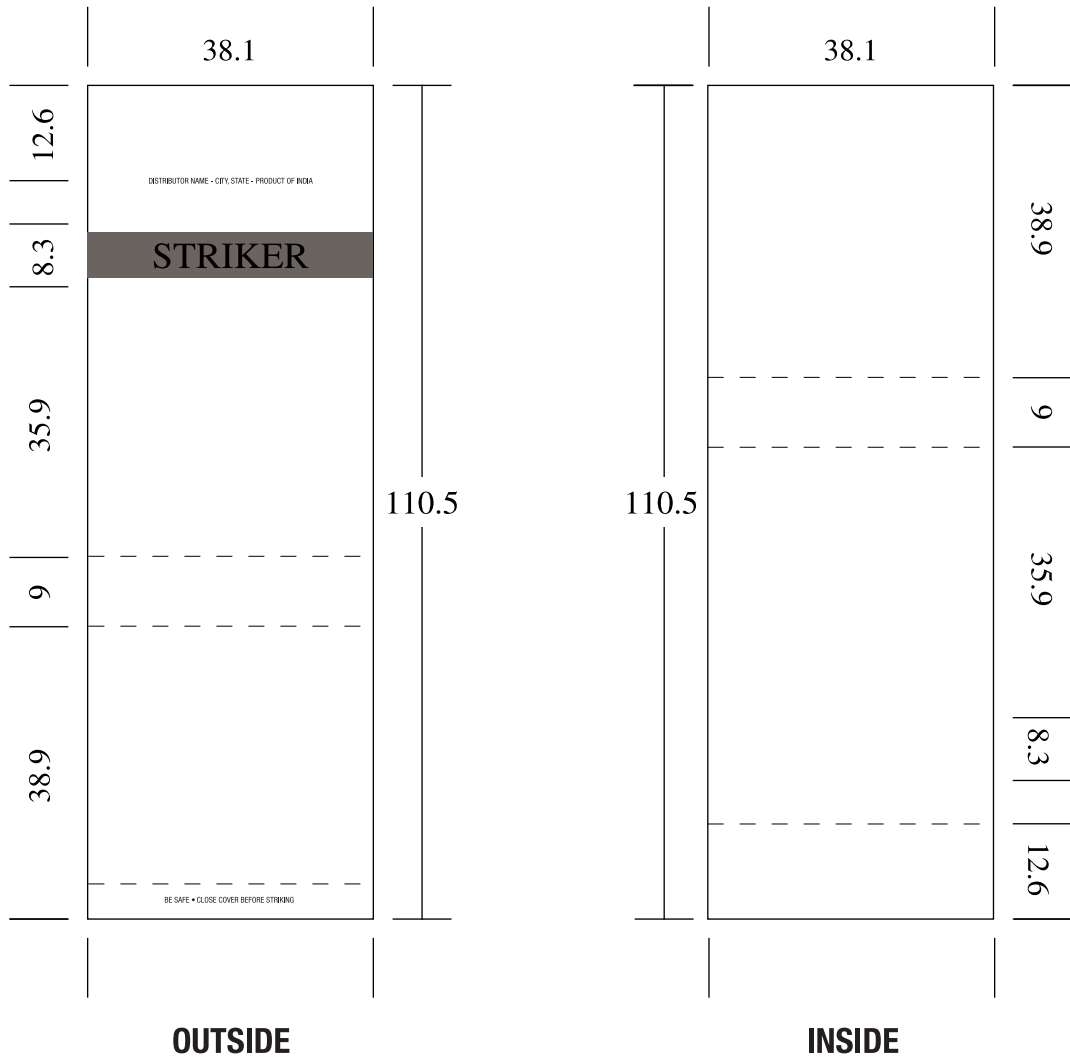 38.1
38.1
12.6
DISTRIBUTOR NAME - CITY, STATE - PRODUCT OF INDIA
8.3
STRIKER
38.9
35.9
9
110.5
110.5
9
35.9
38.9
8.3
12.6
BE SAFE • CLOSE COVER BEFORE STRIKING
OUTSIDE
INSIDE